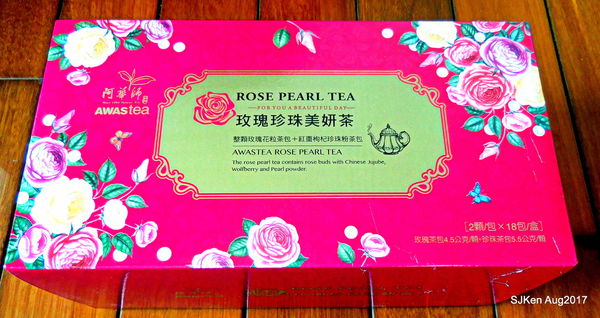 阿華師
AWAStea
ROSE PEARL TEA
FOR YOU A BEAUTIFUL DAY
玫瑰珍珠美妍茶
整顆玫瑰花粒茶包+紅棗枸杞珍珠粉茶包
AWASTEA ROSE PEARL TEA
The rose pearl tea contains rose buds with Chinese Jujube,
Wolfberry and Pearl powder.
[2顆/包×18包/盒]
玫瑰茶包4.5公克/顆+珍珠茶包5.5公克/顆
SJKen Aug2017